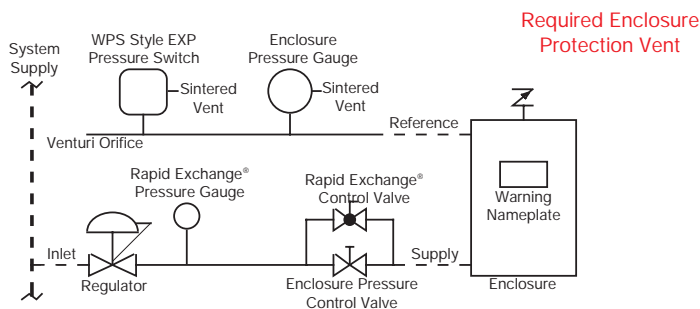 Required Enclosure
Protection Vent
System
Supply
WPS Style EXP
Pressure Switch
Enclosure
Pressure Gauge
Sintered
Vent
Sintered
Vent
Reference
Venturi Orifice
Rapid Exchange®
Pressure Gauge
Rapid Exchange®
Control Valve
Warning
Nameplate
Inlet
Supply
Regulator
Enclosure Pressure
Control Valve
Enclosure